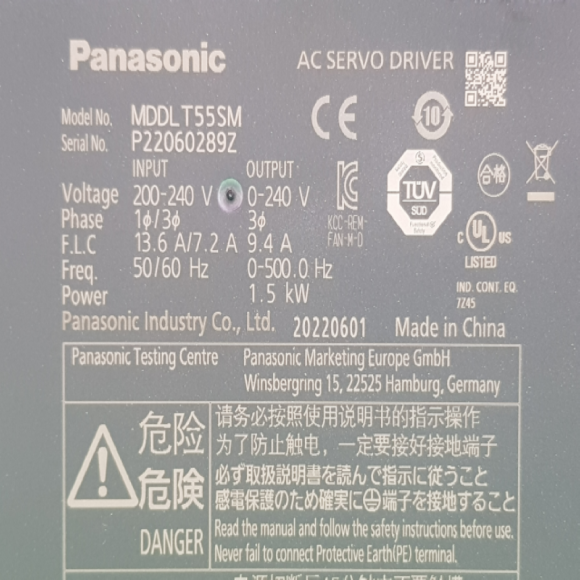 Panasonic
AC SERVO DRIVER
Model No. MDDLT55SM
Serial No. P22060289Z
INPUT OUTPUT
Voltage 200-240 V 0-240 V
Phase 1ϕ/3ϕ 3ϕ
F.L.C 13.6 A/7.2 A 9.4 A
Freq. 50/60 Hz 0-500.0 Hz
Power 1.5 kW
CE
10
KCC-REM-
FAN-M-D
TÜV
SÜD
合格
C UL US
LISTED
IND. CONT. EQ.
7Z45
Panasonic Industry Co., Ltd. 20220601 Made in China
Panasonic Testing Centre Panasonic Marketing Europe GmbH
Winsbergring 15, 22525 Hamburg, Germany
危险
危険
DANGER
请务必按照使用说明书的指示操作
为了防止触电，一定要接好接地端子
必ず取扱説明書を読んで指示に従うこと
感電保護のため確実に端子を接地すること
Read the manual and follow the safety instructions before use.
Never fail to connect Protective Earth(PE) terminal.